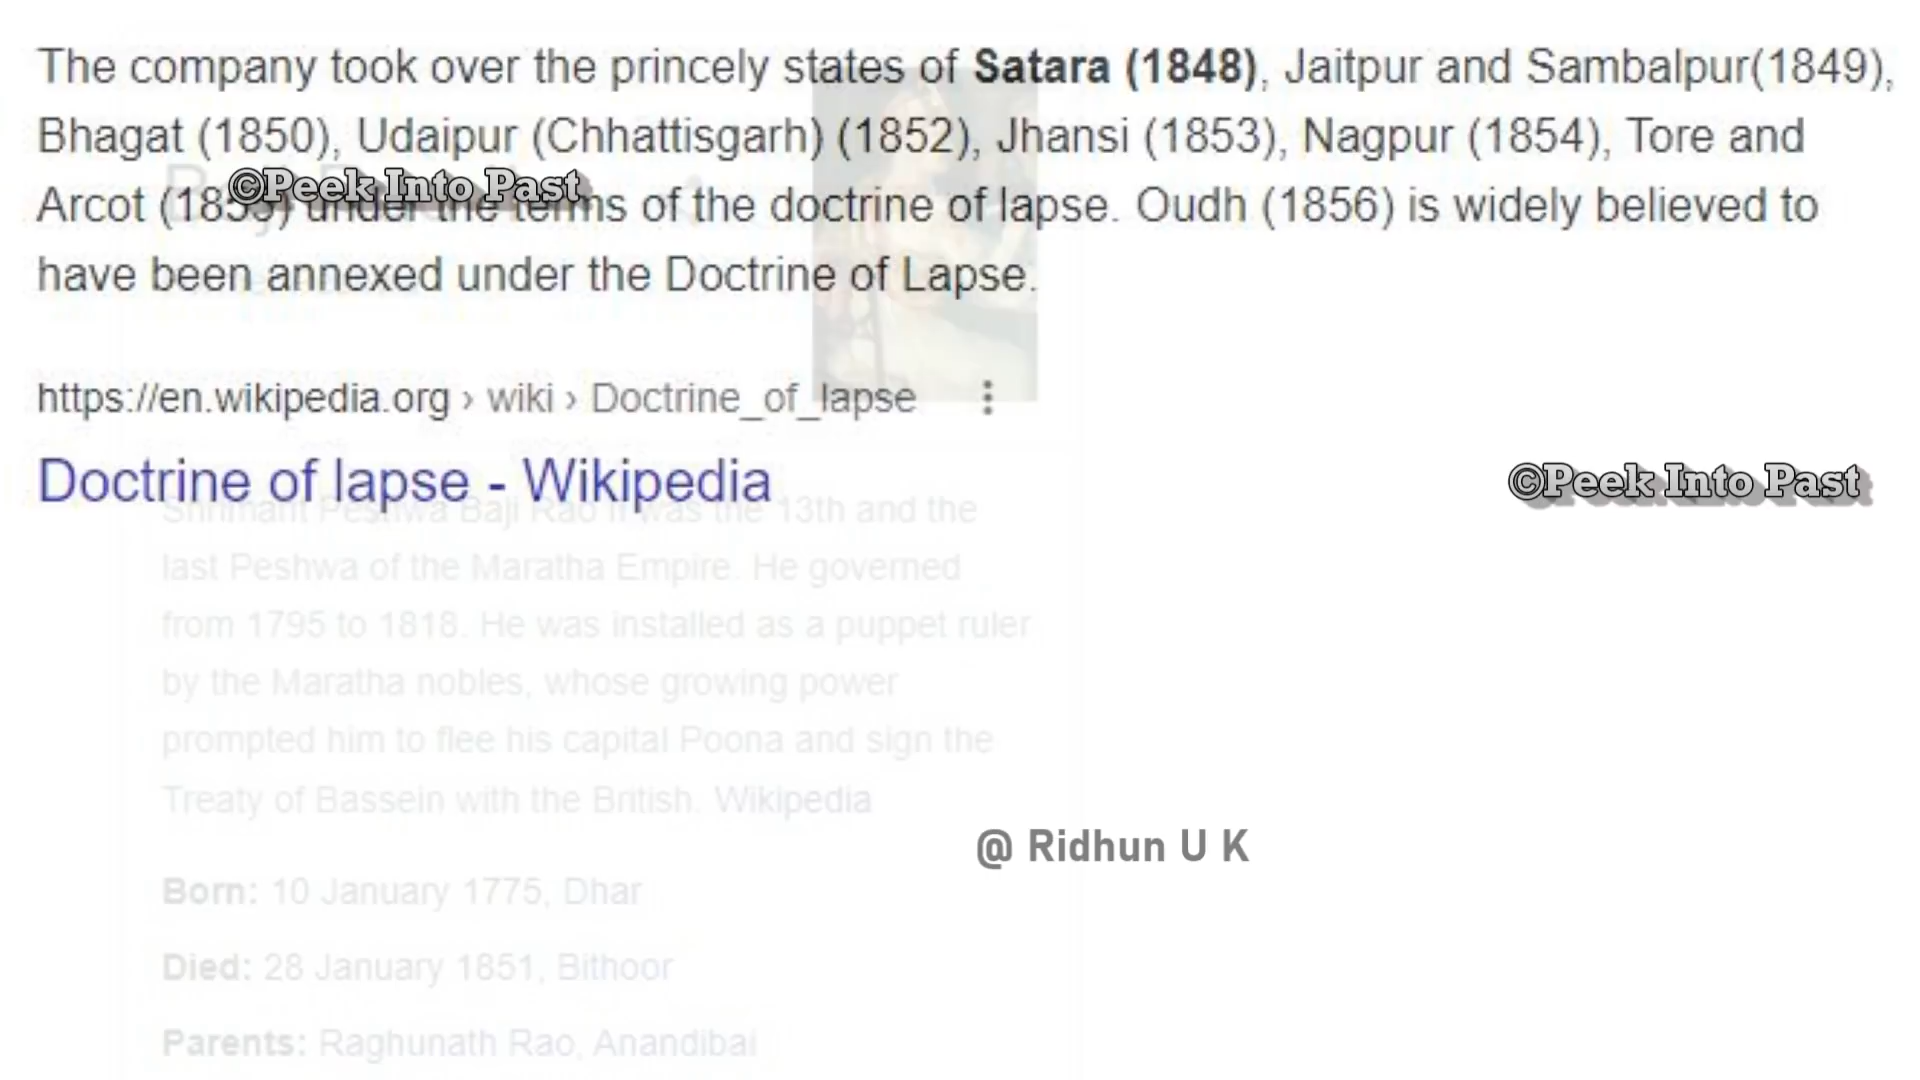 The company took over the princely states of Satara (1848), Jaitpur and Sambalpur(1849),
Bhagat (1850), Udaipur (Chhattisgarh) (1852), Jhansi (1853), Nagpur (1854), Tore and
©Peek Into Past
Arcot (1855) under the terms of the doctrine of lapse. Oudh (1856) is widely believed to
have been annexed under the Doctrine of Lapse.
https://en.wikipedia.org › wiki › Doctrine_of_lapse
Doctrine of lapse - Wikipedia
©Peek Into Past
Shrimant Peshwa Baji Rao II was the 13th and the
last Peshwa of the Maratha Empire. He governed
from 1795 to 1818. He was installed as a puppet ruler
by the Maratha nobles, whose growing power
prompted him to flee his capital Poona and sign the
Treaty of Bassein with the British. Wikipedia
@ Ridhun U K
Born: 10 January 1775, Dhar
Died: 28 January 1851, Bithoor
Parents: Raghunath Rao, Anandibai